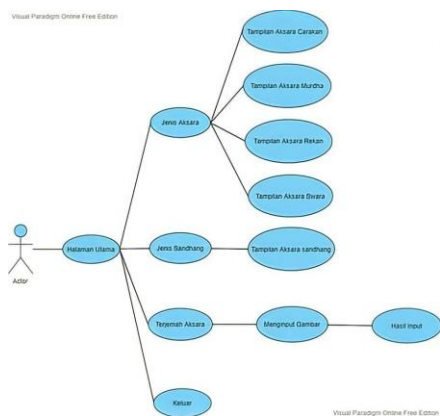 Visual Paradigm Online Free Edition
Tampilan Aksara Carakan
Tampilan Aksara Murdha
Jenis Aksara
Tampilan Aksara Rekan
Tampilan Aksara Swara
Halaman Utama
Jenis Sandhang
Tampilan Aksara sandhang
Actor
Terjemah Aksara
Menginput Gambar
Hasil Input
Keluar
Visual Paradigm Online Free Edition